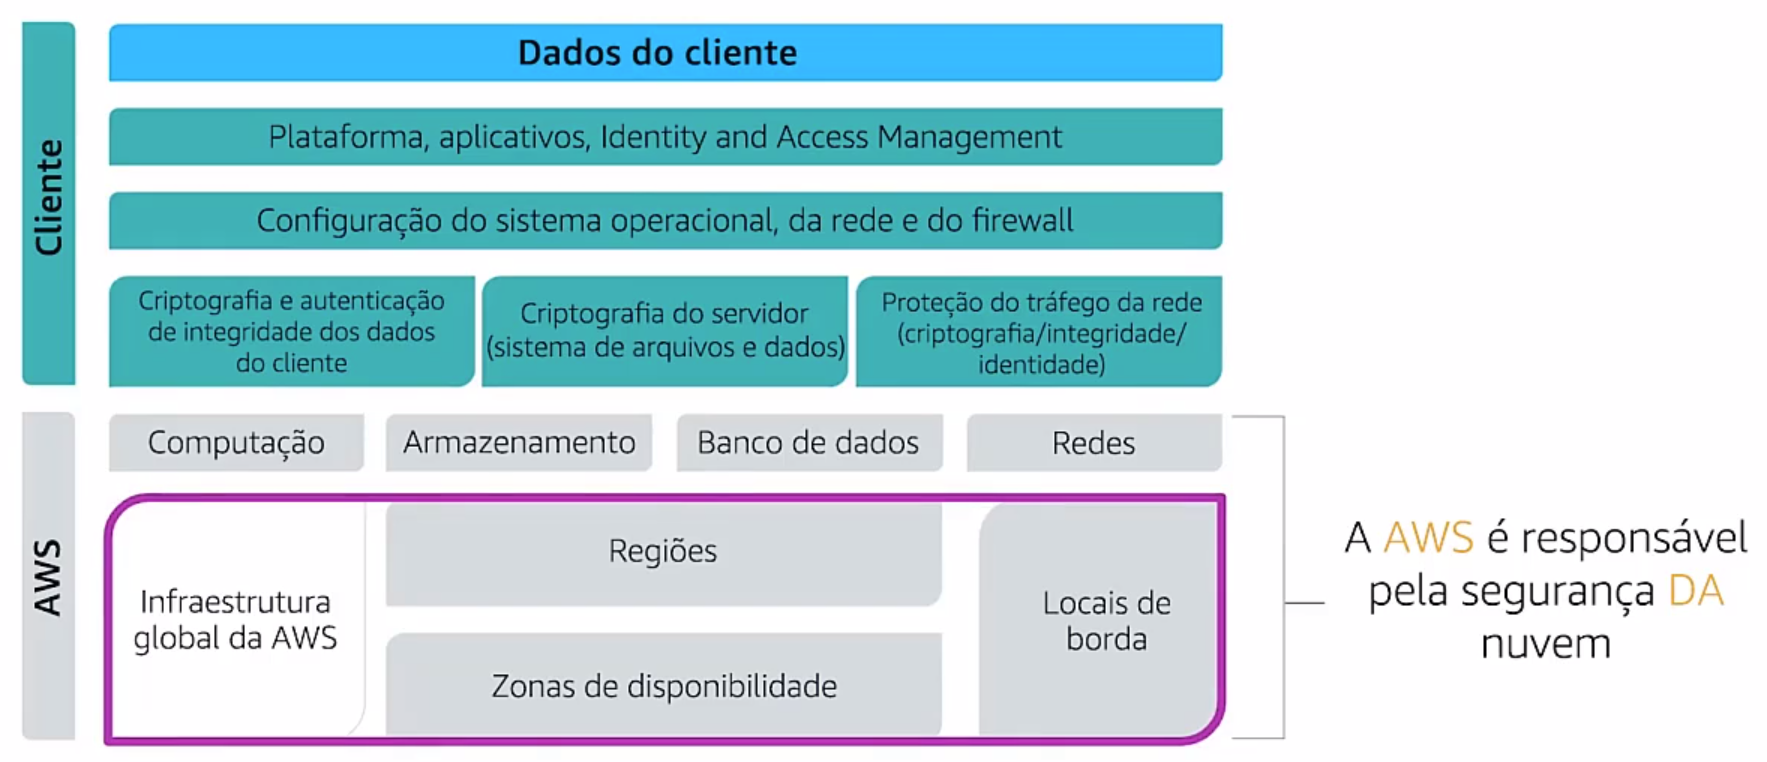 Cliente
Dados do cliente
Plataforma, aplicativos, Identity and Access Management
Configuração do sistema operacional, da rede e do firewall
Criptografia e autenticação
de integridade dos dados
do cliente
Criptografia do servidor
(sistema de arquivos e dados)
Proteção do tráfego da rede
(criptografia/integridade/
identidade)
AWS
Computação
Armazenamento
Banco de dados
Redes
Infraestrutura
global da AWS
Regiões
Zonas de disponibilidade
Locais de
borda
A AWS é responsável
pela segurança DA
nuvem